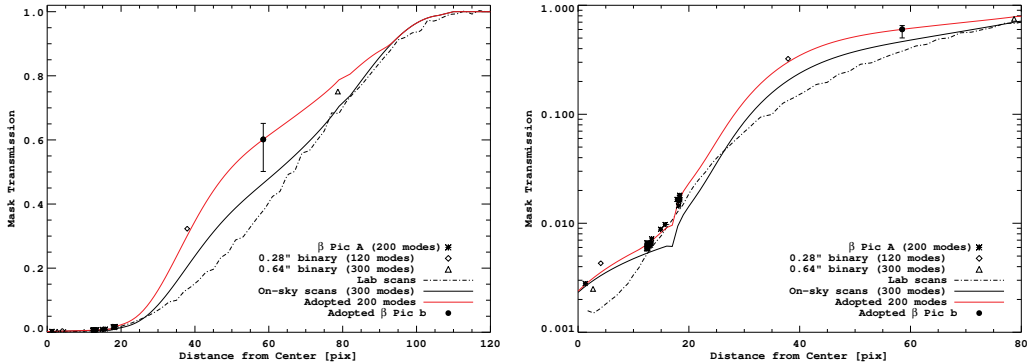 1.0
0.8
0.6
0.4
0.2
0.0
Mask Transmission
0
20
40
60
80
100
120
Distance from Center [pix]
β Pic A (200 modes)
0.28" binary (120 modes)
0.64" binary (300 modes)
Lab scans
On-sky scans (300 modes)
Adopted 200 modes
Adopted β Pic b
1.000
0.100
0.010
0.001
Mask Transmission
0
20
40
60
80
Distance from Center [pix]
β Pic A (200 modes)
0.28" binary (120 modes)
0.64" binary (300 modes)
Lab scans
On-sky scans (300 modes)
Adopted 200 modes
Adopted β Pic b